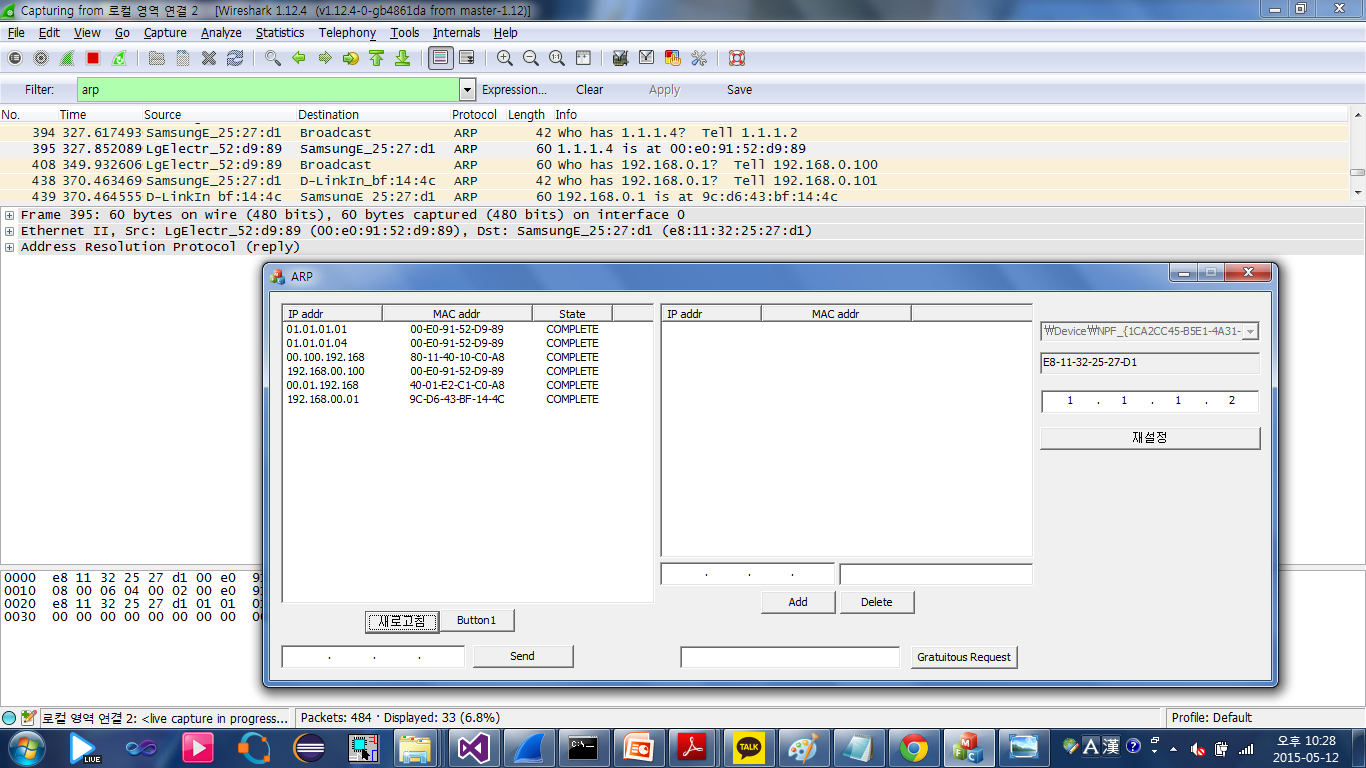 Capturing from 로컬 영역 연결 2 [Wireshark 1.12.4 (v1.12.4-0-gb4861da from master-1.12)]
File Edit View Go Capture Analyze Statistics Telephony Tools Internals Help
Filter: arp Expression... Clear Apply Save
No. Time Source Destination Protocol Length Info
394 327.617493 SamsungE_25:27:d1 Broadcast ARP 42 Who has 1.1.1.4? Tell 1.1.1.2
395 327.852089 LgElectr_52:d9:89 SamsungE_25:27:d1 ARP 60 1.1.1.4 is at 00:e0:91:52:d9:89
408 349.932606 LgElectr_52:d9:89 Broadcast ARP 60 Who has 192.168.0.1? Tell 192.168.0.100
438 370.463469 SamsungE_25:27:d1 D-LinkIn_bf:14:4c ARP 42 Who has 192.168.0.1? Tell 192.168.0.101
439 370.464555 D-LinkIn_bf:14:4c SamsungE_25:27:d1 ARP 60 192.168.0.1 is at 9c:d6:43:bf:14:4c
Frame 395: 60 bytes on wire (480 bits), 60 bytes captured (480 bits) on interface 0
Ethernet II, Src: LgElectr_52:d9:89 (00:e0:91:52:d9:89), Dst: SamsungE_25:27:d1 (e8:11:32:25:27:d1)
Address Resolution Protocol (reply)
ARP
IP addr MAC addr State
01.01.01.01 00-E0-91-52-D9-89 COMPLETE
01.01.01.04 00-E0-91-52-D9-89 COMPLETE
00.100.192.168 80-11-40-10-C0-A8 COMPLETE
192.168.00.100 00-E0-91-52-D9-89 COMPLETE
00.01.192.168 40-01-E2-C1-C0-A8 COMPLETE
192.168.00.01 9C-D6-43-BF-14-4C COMPLETE
새로고침 Button1
. . . Send
IP addr MAC addr
. . .
Add Delete
Gratuitous Request
₩Device₩NPF_{1CA2CC45-B5E1-4A31-
E8-11-32-25-27-D1
1 . 1 . 1 . 2
재설정
0000 e8 11 32 25 27 d1 00 e0
0010 08 00 06 04 00 02 00 e0
0020 e8 11 32 25 27 d1 01 01
0030 00 00 00 00 00 00 00 00
로컬 영역 연결 2: <live capture in progress... Packets: 484 · Displayed: 33 (6.8%) Profile: Default
LIVE
TALK
MFC
A 漢
오후 10:28
2015-05-12